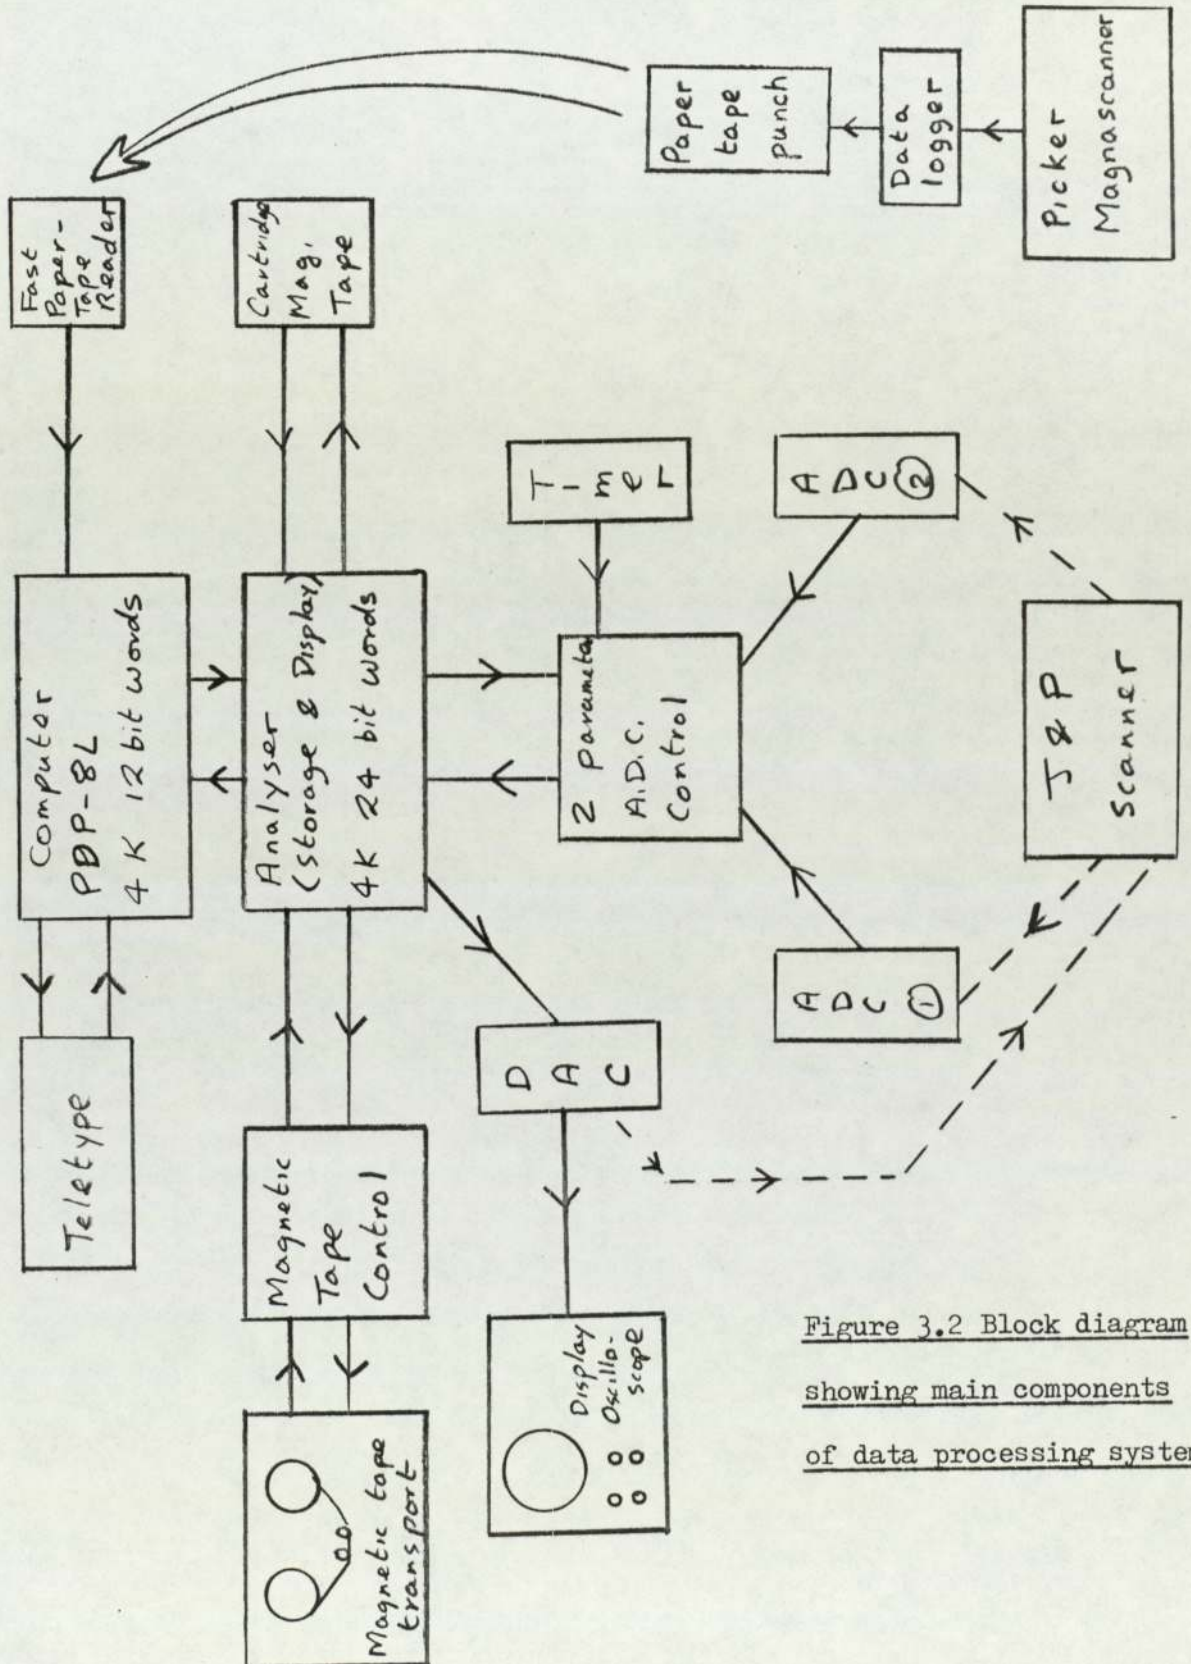 Fast
Paper-
Tape
Reader
Cartridge
Mag.
Tape
Paper
tape
punch
Data
logger
Picker
Magnascanner
Computer
PDP-8L
4K 12 bit words
Analyser
(Storage & Display)
4K 24 bit words
Timer
2 Parameter
A.D.C.
Control
ADC 2
ADC 1
J & P
Scanner
Teletype
Magnetic
Tape
Control
DAC
Magnetic tape
transport
Display
Oscillo-
scope
Figure 3.2 Block diagram
showing main components
of data processing system